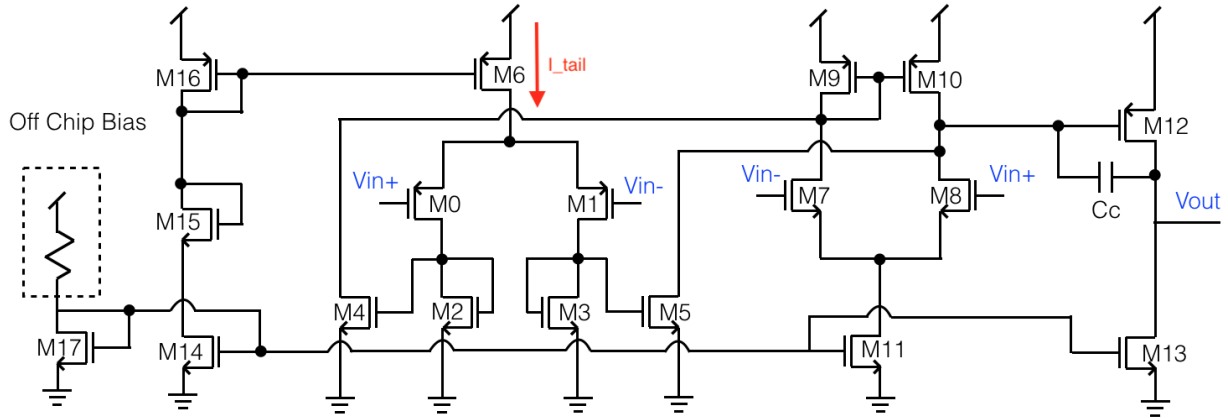 M16
M6
I_tail
M9
M10
Off Chip Bias
M12
Vin+
Vin-
Vin-
Vin+
M0
M1
M7
M8
Cc
Vout
M15
M4
M2
M3
M5
M17
M14
M11
M13